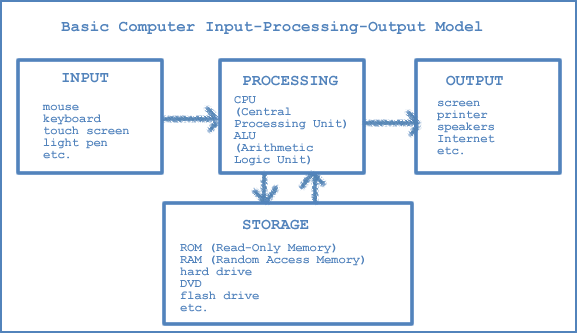 Basic Computer Input-Processing-Output Model
INPUT
mouse
keyboard
touch screen
light pen
etc.
PROCESSING
CPU
(Central
Processing Unit)
ALU
(Arithmetic
Logic Unit)
OUTPUT
screen
printer
speakers
Internet
etc.
STORAGE
ROM (Read-Only Memory)
RAM (Random Access Memory)
hard drive
DVD
flash drive
etc.